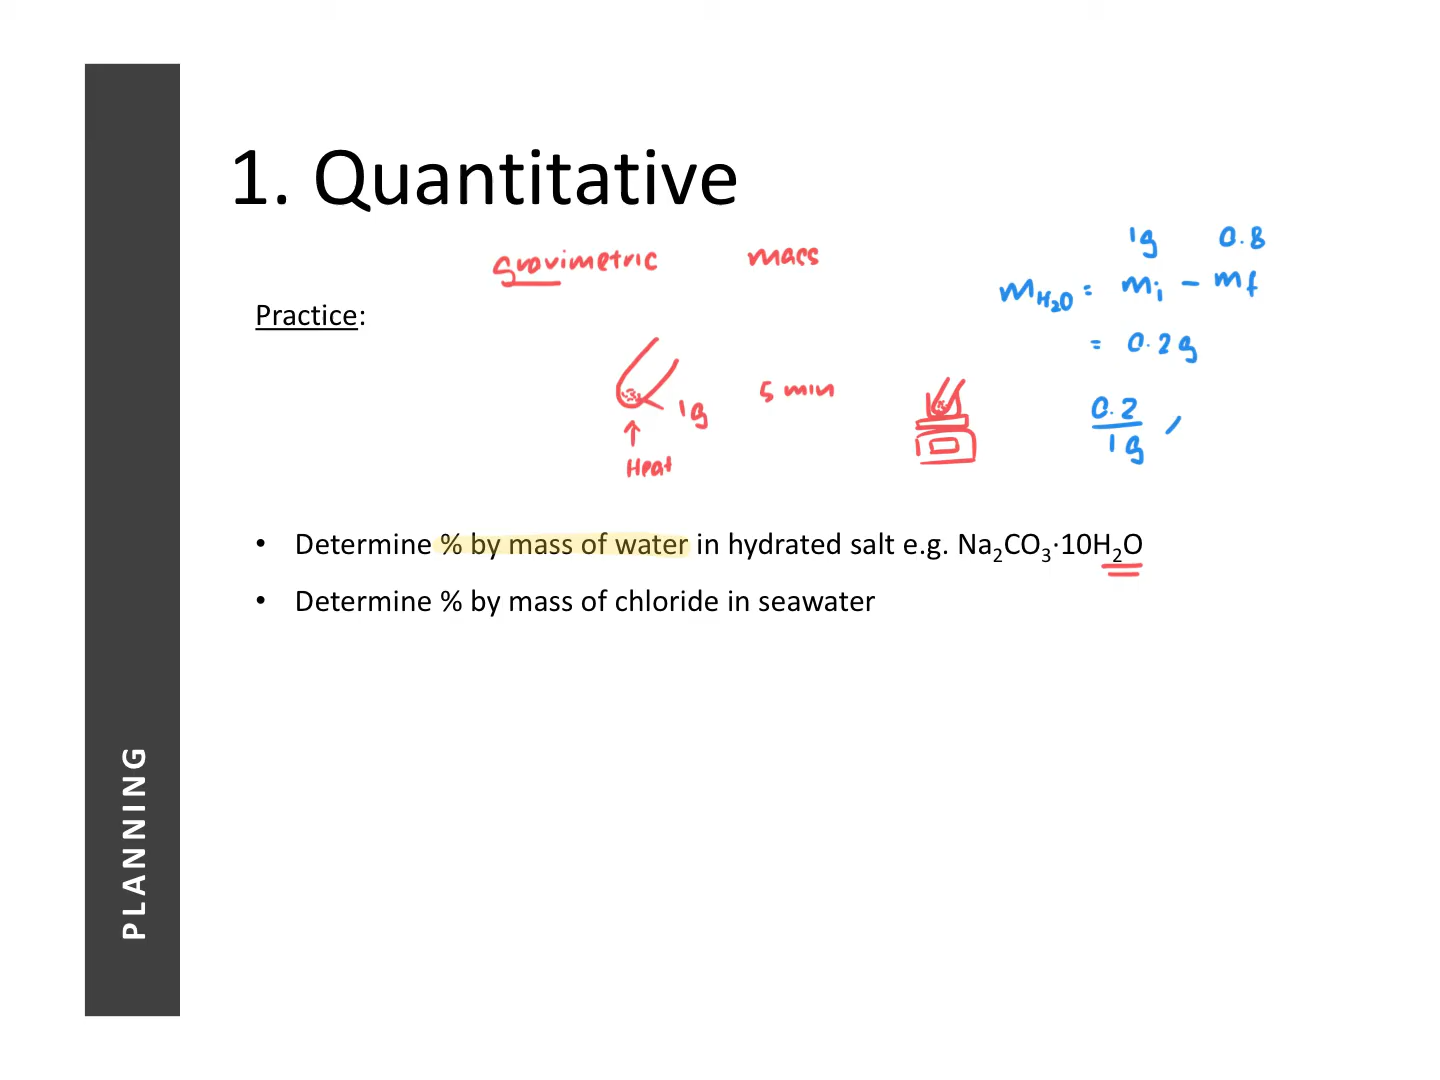 1. Quantitative
gravimetric mass
1g 0.8
mH₂O = mi - mf
Practice:
= 0.2g
5 min
1g
0.2
1g
Heat
• Determine % by mass of water in hydrated salt e.g. Na₂CO₃·10H₂O
• Determine % by mass of chloride in seawater
PLANNING